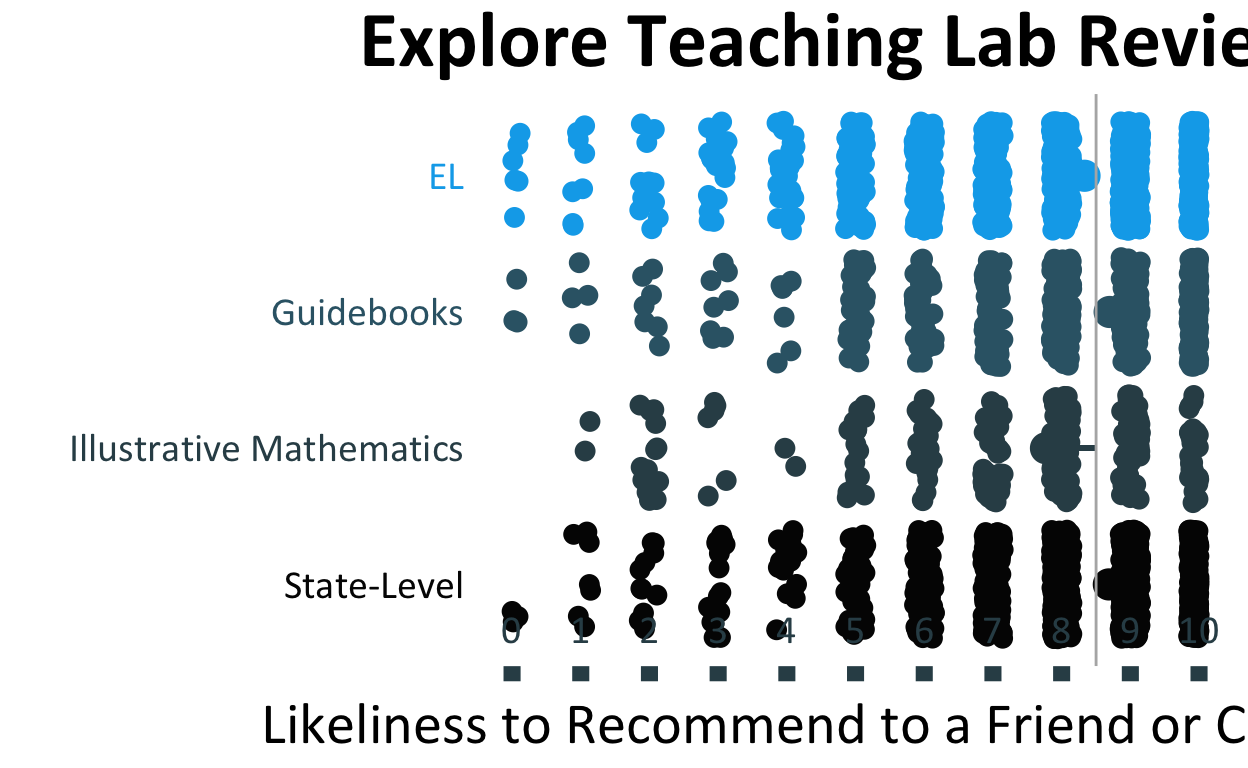 Explore Teaching Lab Revie
EL
Guidebooks
Illustrative Mathematics
State-Level
0 1 2 3 4 5 6 7 8 9 10
Likeliness to Recommend to a Friend or C